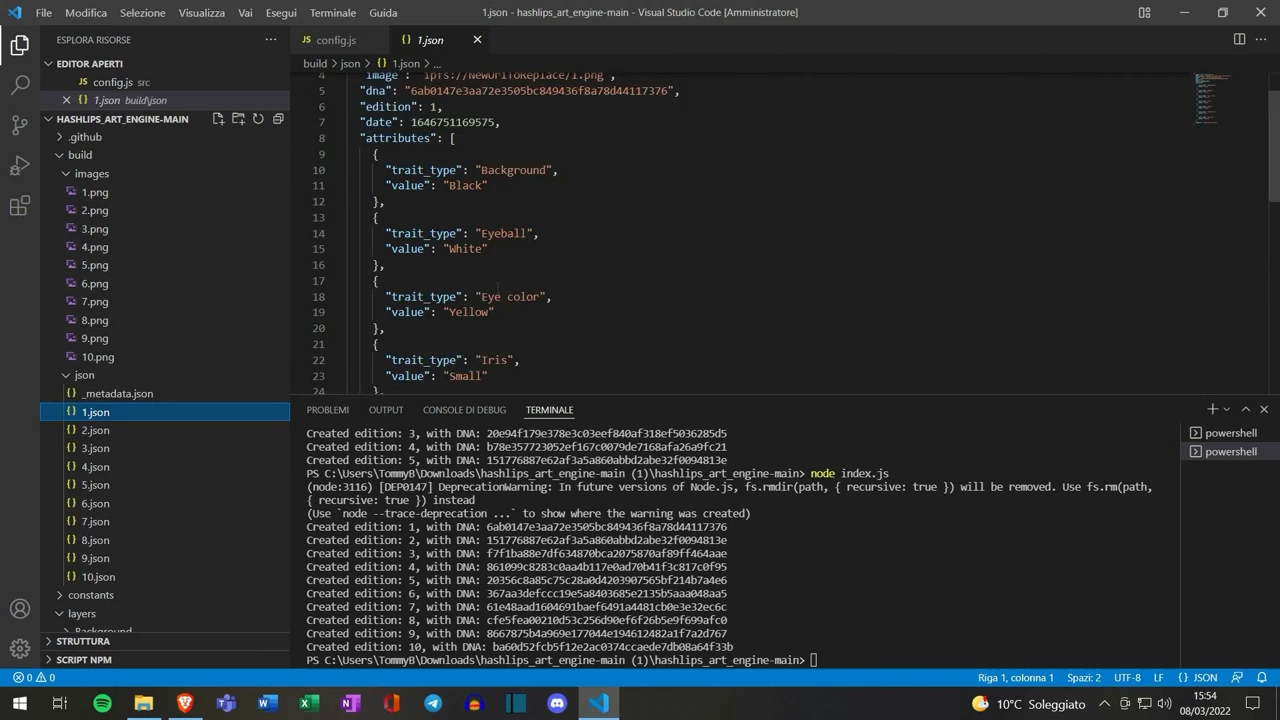 File Modifica Selezione Visualizza Vai Esegui Terminale Guida
1.json - hashlips_art_engine-main - Visual Studio Code [Amministratore]
ESPLORA RISORSE
EDITOR APERTI
config.js src
1.json build\json
HASHLIPS_ART_ENGINE-MAIN
.github
build
images
1.png
2.png
3.png
4.png
5.png
6.png
7.png
8.png
9.png
10.png
json
_metadata.json
1.json
2.json
3.json
4.json
5.json
6.json
7.json
8.json
9.json
10.json
constants
layers
Background
STRUTTURA
SCRIPT NPM
config.js
1.json
build > json > 1.json > ...
4 "image": "ipfs://NewUriToReplace/1.png",
5 "dna": "6ab0147e3aa72e3505bc849436f8a78d44117376",
6 "edition": 1,
7 "date": 1646751169575,
8 "attributes": [
9 {
10 "trait_type": "Background",
11 "value": "Black"
12 },
13 {
14 "trait_type": "Eyeball",
15 "value": "White"
16 },
17 {
18 "trait_type": "Eye color",
19 "value": "Yellow"
20 },
21 {
22 "trait_type": "Iris",
23 "value": "Small"
24 },
PROBLEMI OUTPUT CONSOLE DI DEBUG TERMINALE
Created edition: 3, with DNA: 20e94f179e378e3c03eef840af318ef5036285d5
Created edition: 4, with DNA: b78e357723052ef167c0079de7168afa26a9fc21
Created edition: 5, with DNA: 151776887e62af3a5a860abbd2abe32f0094813e
PS C:\Users\TommyB\Downloads\hashlips_art_engine-main (1)\hashlips_art_engine-main> node index.js
(node:3116) [DEP0147] DeprecationWarning: In future versions of Node.js, fs.rmdir(path, { recursive: true }) will be removed. Use fs.rm(path,
{ recursive: true }) instead
(Use `node --trace-deprecation ...` to show where the warning was created)
Created edition: 1, with DNA: 6ab0147e3aa72e3505bc849436f8a78d44117376
Created edition: 2, with DNA: 151776887e62af3a5a860abbd2abe32f0094813e
Created edition: 3, with DNA: f7f1ba88e7df634870bca2075870af89ff464aae
Created edition: 4, with DNA: 861099c8283c0aa4b117e0ad70b41f3c817c0f95
Created edition: 5, with DNA: 20356c8a85c75c28a0d4203907565bf214b7a4e6
Created edition: 6, with DNA: 367aa3defccc19e5a8403685e2135b5aaa048aa5
Created edition: 7, with DNA: 61e48aad1604691baef6491a4481cb0e3e32ec6c
Created edition: 8, with DNA: cfe5fea00210d53c256d90ef6f26b5e9f699afc0
Created edition: 9, with DNA: 8667875b4a969e177044e194612482a1f7a2d767
Created edition: 10, with DNA: ba60d52fcb5f12e2ac0374ccaede7db08a64f33b
PS C:\Users\TommyB\Downloads\hashlips_art_engine-main (1)\hashlips_art_engine-main>
powershell
powershell
0 0
Riga 1, colonna 1 Spazi: 2 UTF-8 LF {} JSON
10°C Soleggiato
15:54
08/03/2022